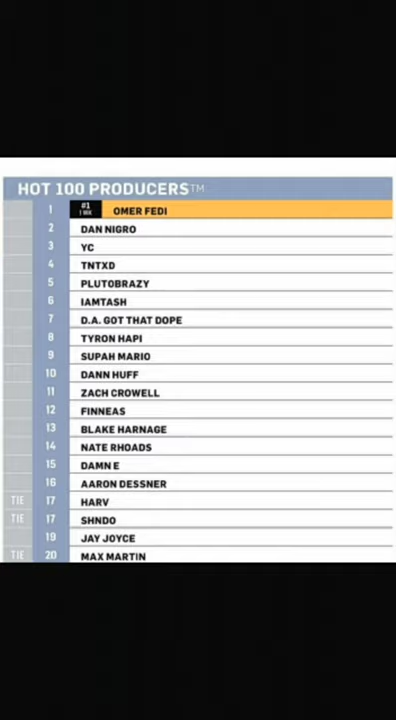 HOT 100 PRODUCERS™
1 #1 1 WK OMER FEDI
2 DAN NIGRO
3 YC
4 TNTXD
5 PLUTOBRAZY
6 IAMTASH
7 D.A. GOT THAT DOPE
8 TYRON HAPI
9 SUPAH MARIO
10 DANN HUFF
11 ZACH CROWELL
12 FINNEAS
13 BLAKE HARNAGE
14 NATE RHOADS
15 DAMN E
16 AARON DESSNER
TIE 17 HARV
TIE 17 SHNDO
19 JAY JOYCE
TIE 20 MAX MARTIN